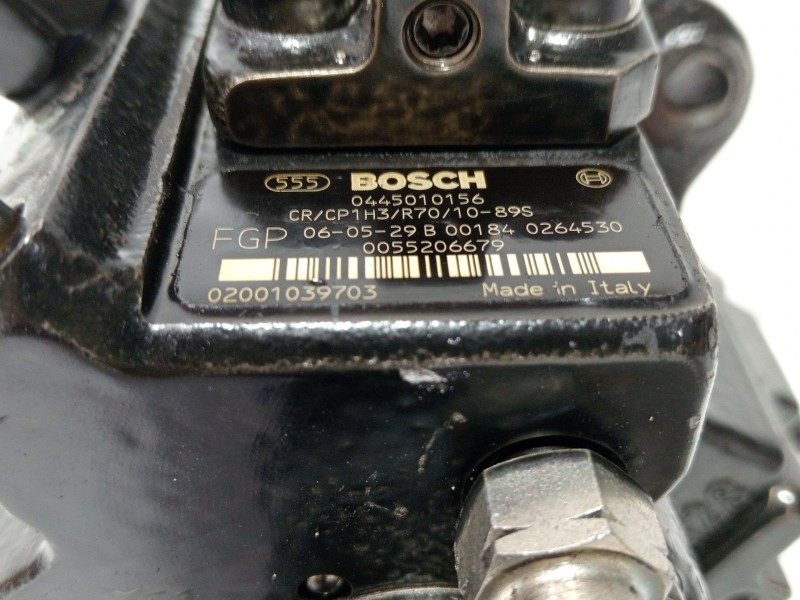 555 BOSCH
0445010156
CR/CP1H3/R70/10-89S
FGP 06-05-29 B 00184 0264530
0055206679
02001039703 Made in Italy